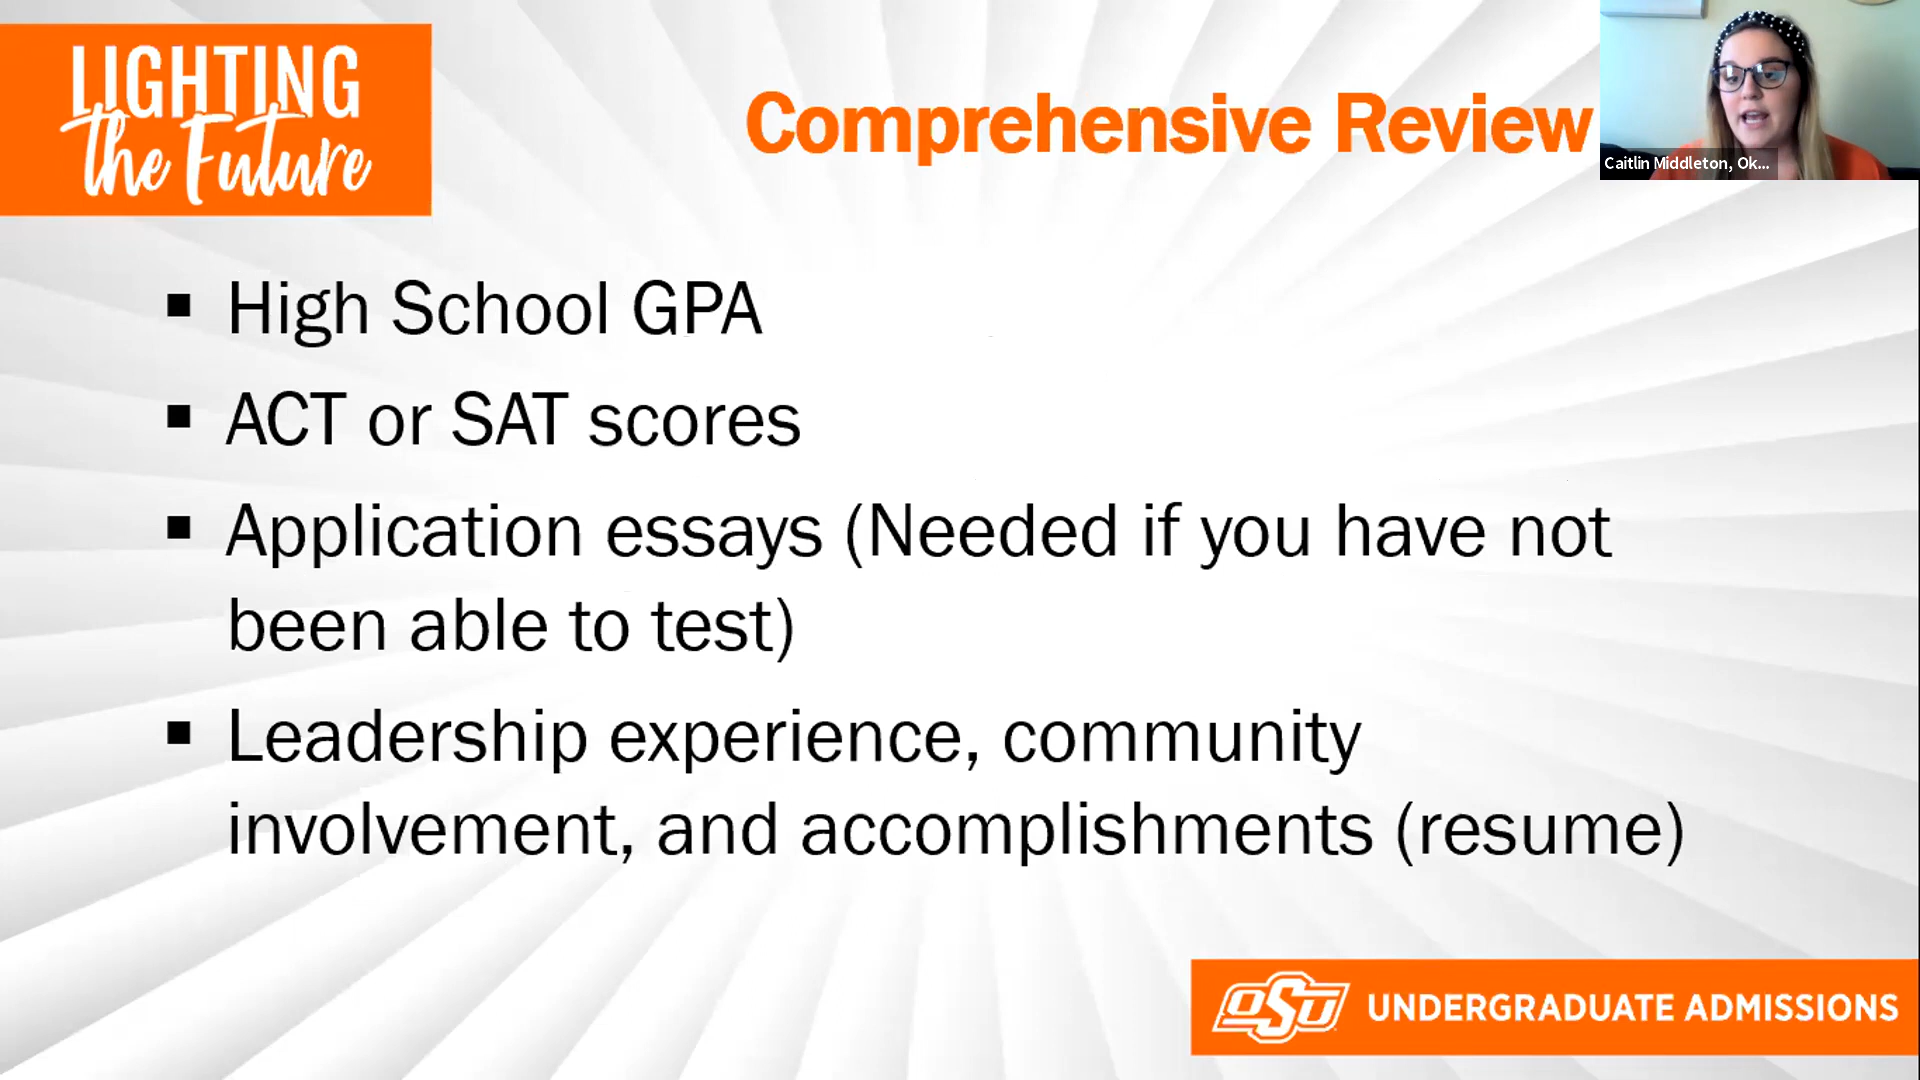 LIGHTING
the Future
Comprehensive Review
Caitlin Middleton, Ok...
▪ High School GPA
▪ ACT or SAT scores
▪ Application essays (Needed if you have not
been able to test)
▪ Leadership experience, community
involvement, and accomplishments (resume)
OSU UNDERGRADUATE ADMISSIONS